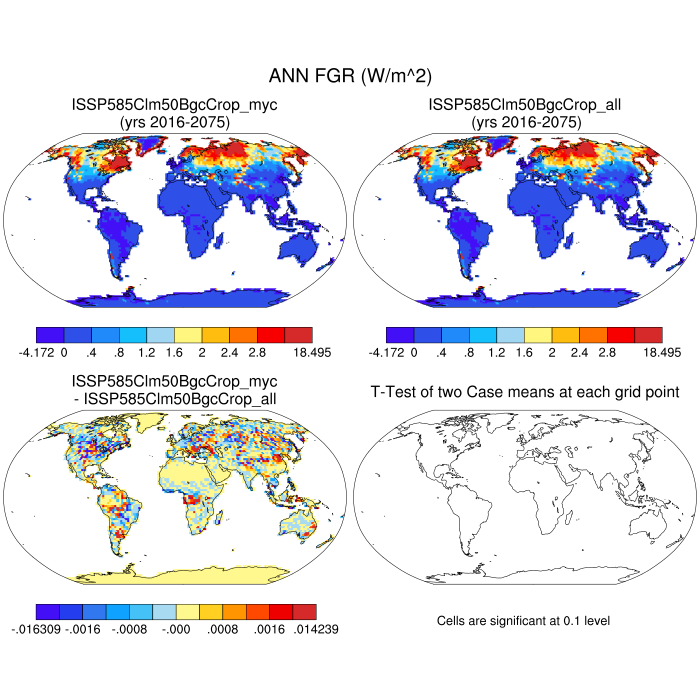 ANN FGR (W/m^2)
ISSP585Clm50BgcCrop_myc
(yrs 2016-2075)
ISSP585Clm50BgcCrop_all
(yrs 2016-2075)
-4.172 0 .4 .8 1.2 1.6 2 2.4 2.8 18.495
-4.172 0 .4 .8 1.2 1.6 2 2.4 2.8 18.495
ISSP585Clm50BgcCrop_myc
- ISSP585Clm50BgcCrop_all
T-Test of two Case means at each grid point
-.016309 -.0016 -.0008 -.000 .0008 .0016 .014239
Cells are significant at 0.1 level